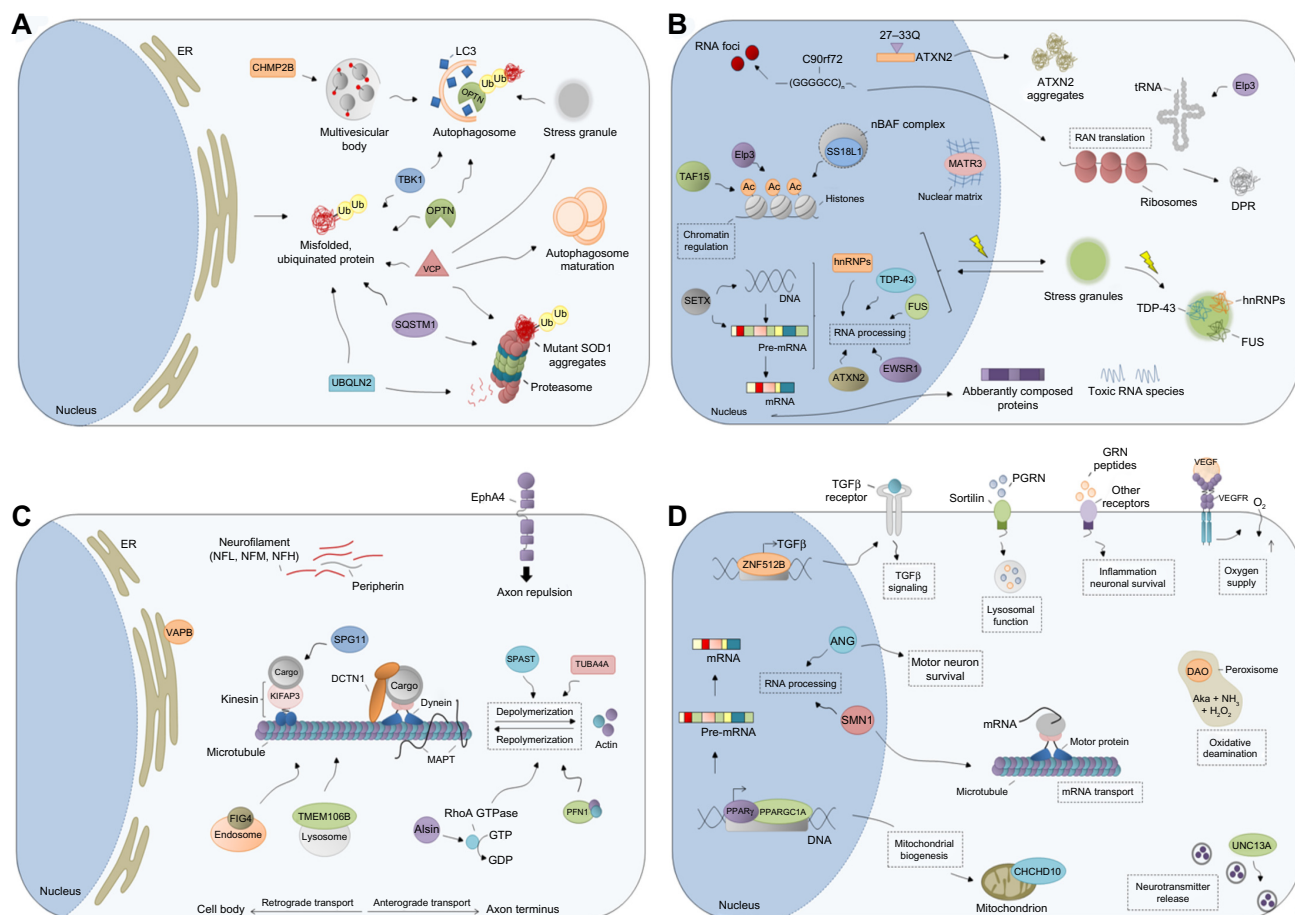 A
ER
CHMP2B
LC3
Ub
Ub
OPTN
Multivesicular
body
Autophagosome
Stress granule
TBK1
OPTN
Ub
Ub
Misfolded,
ubiquinated protein
VCP
Autophagosome
maturation
SQSTM1
Ub
Ub
Mutant SOD1
aggregates
Proteasome
UBQLN2
Nucleus
B
RNA foci
27–33Q
ATXN2
C90rf72
(GGGGCC)n
ATXN2
aggregates
tRNA
Elp3
nBAF complex
SS18L1
RAN translation
Elp3
TAF15
Ac
Ac
Ac
Histones
MATR3
Nuclear matrix
Ribosomes
DPR
Chromatin
regulation
hnRNPs
TDP-43
FUS
SETX
DNA
RNA processing
Pre-mRNA
ATXN2
EWSR1
mRNA
Nucleus
Stress granules
TDP-43
hnRNPs
FUS
Aberrantly composed
proteins
Toxic RNA species
C
ER
EphA4
Neurofilament
(NFL, NFM, NFH)
Peripherin
Axon repulsion
VAPB
SPG11
Cargo
KIFAP3
Kinesin
DCTN1
Cargo
Dynein
SPAST
TUBA4A
Depolymerization
Repolymerization
Actin
Microtubule
MAPT
FIG4
Endosome
TMEM106B
Lysosome
Alsin
RhoA GTPase
GTP
GDP
PFN1
Nucleus
Cell body
Retrograde transport
Anterograde transport
Axon terminus
D
TGFβ
receptor
PGRN
Sortilin
GRN
peptides
Other
receptors
VEGF
VEGFR
O2
TGFβ
ZNF512B
TGFβ
signaling
Lysosomal
function
Inflammation
neuronal survival
Oxygen
supply
mRNA
ANG
Motor neuron
survival
RNA processing
SMN1
Pre-mRNA
DAO
Peroxisome
Aka + NH3
+ H2O2
Oxidative
deamination
mRNA
Motor protein
Microtubule
mRNA transport
PPARγ
PPARGC1A
DNA
Mitochondrial
biogenesis
CHCHD10
Mitochondrion
UNC13A
Neurotransmitter
release
Nucleus